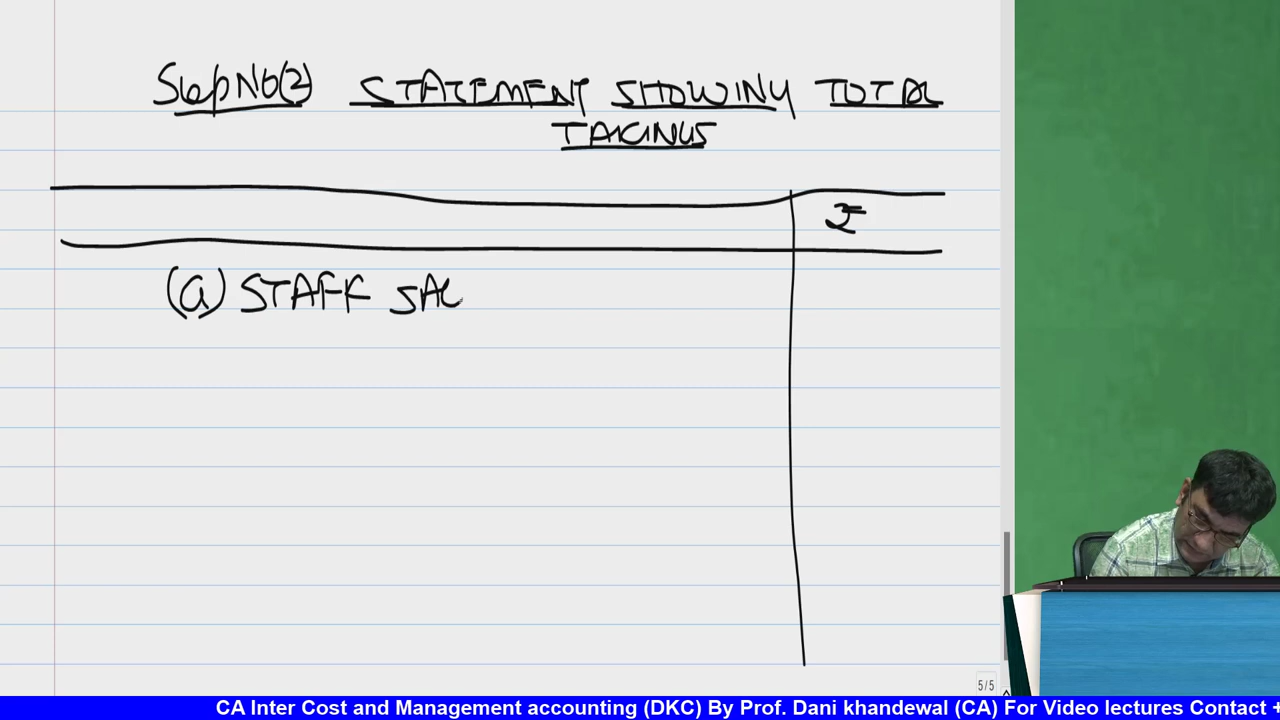 Step No(2) STATEMENT SHOWING TOTAL
TAKINGS
₹
(a) STAFF SAL
5/5
CA Inter Cost and Management accounting (DKC) By Prof. Dani khandewal (CA) For Video lectures Contact +